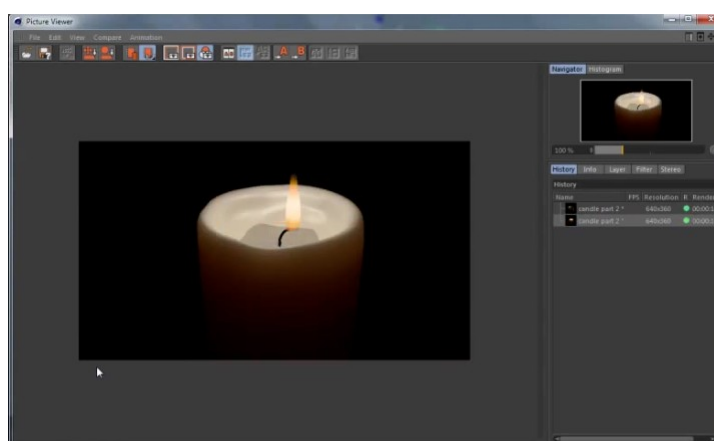 Picture Viewer
File Edit View Compare Animation
Navigator Histogram
100 %
History Info Layer Filter Stereo
History
Name FPS Resolution R Render
candle part 2 * 640x360
candle part 2 * 640x360